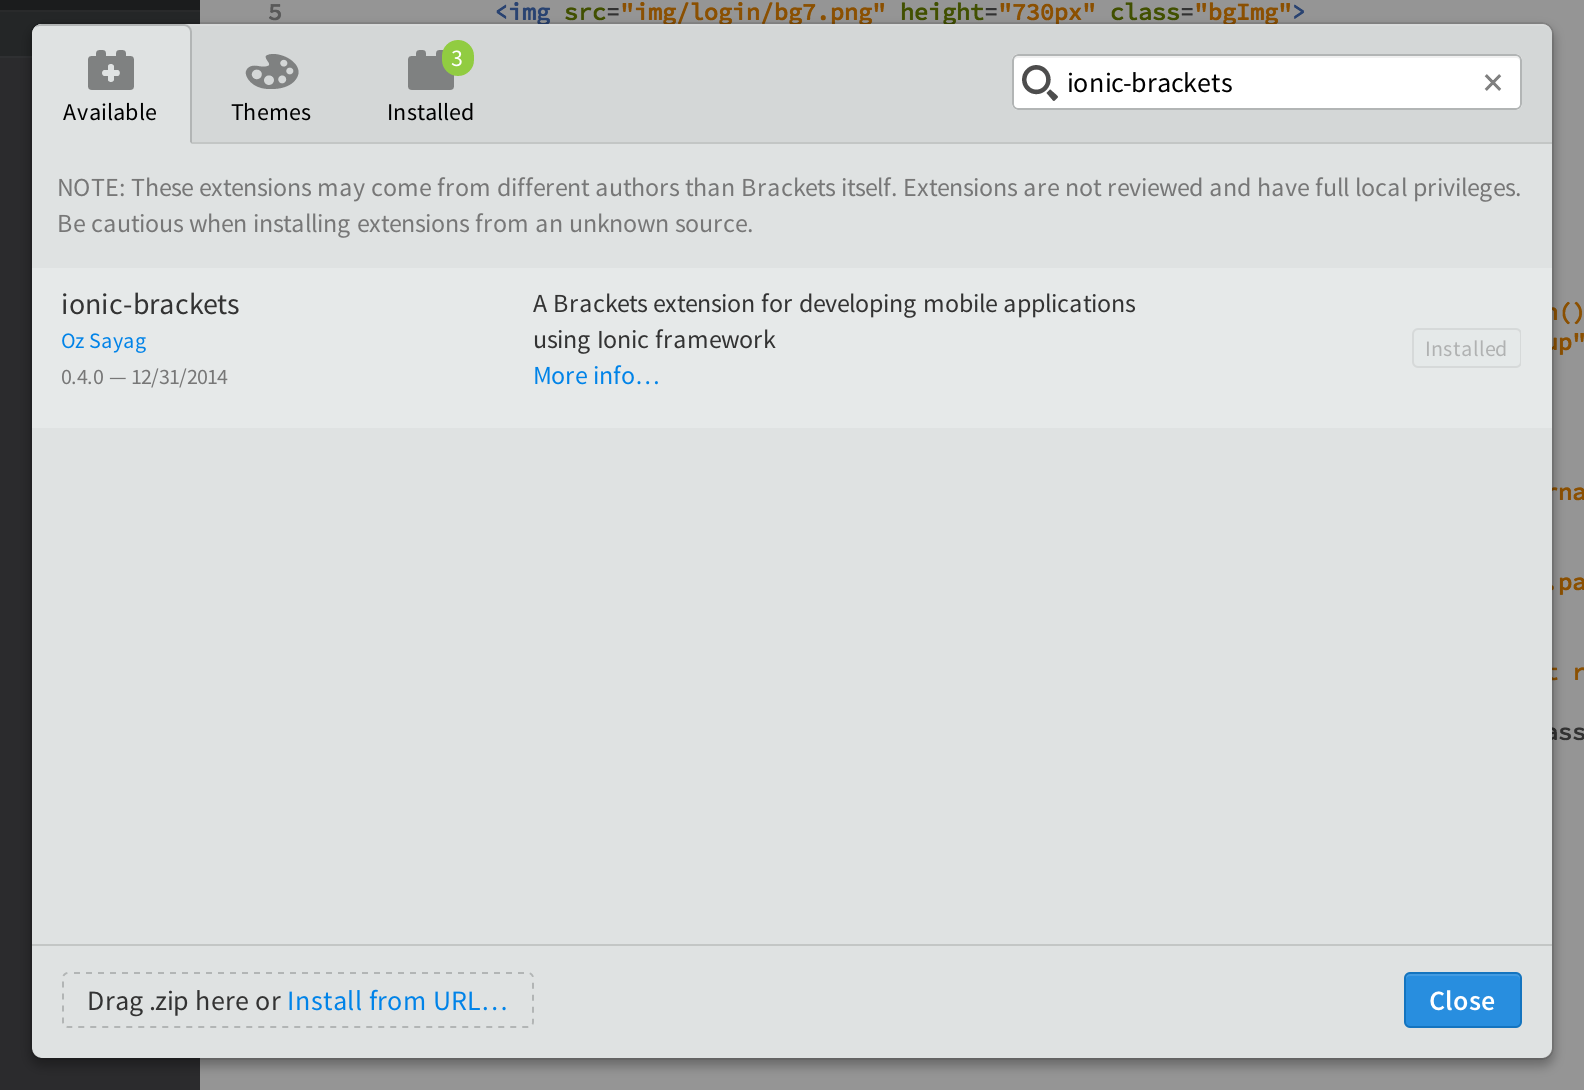 5 <img src="img/login/bg7.png" height="730px" class="bgImg">
Available
Themes
3
Installed
ionic-brackets
NOTE: These extensions may come from different authors than Brackets itself. Extensions are not reviewed and have full local privileges.
Be cautious when installing extensions from an unknown source.
ionic-brackets
Oz Sayag
0.4.0 — 12/31/2014
A Brackets extension for developing mobile applications
using Ionic framework
More info…
Installed
Drag .zip here or Install from URL…
Close